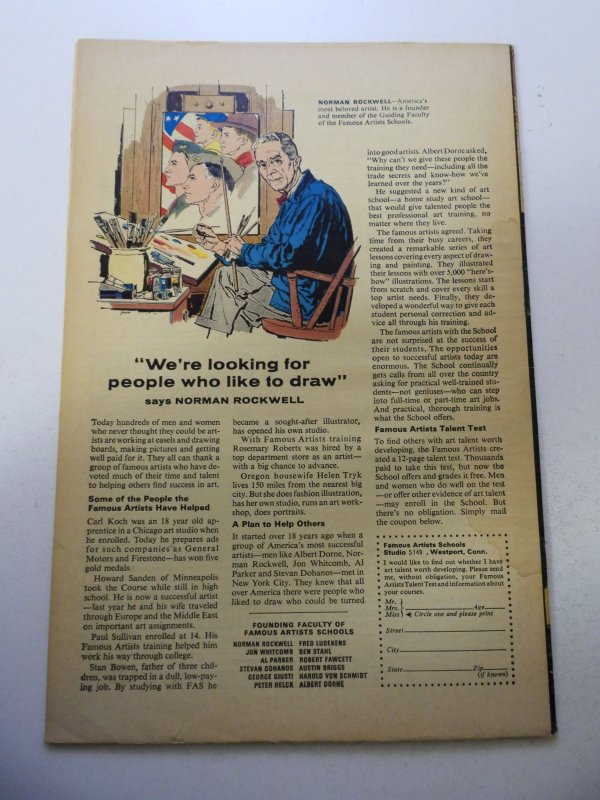 NORMAN ROCKWELL—America's
most beloved artist. He is a founder
and member of the Guiding Faculty
of the Famous Artists Schools.
"We're looking for
people who like to draw"
says NORMAN ROCKWELL
Today hundreds of men and women
who never thought they could be art-
ists are working at easels and drawing
boards, making pictures and getting
well paid for it. They all can thank a
group of famous artists who have de-
voted much of their time and talent
to helping others find success in art.
Some of the People the
Famous Artists Have Helped
Carl Koch was an 18 year old ap-
prentice in a Chicago art studio when
he enrolled. Today he prepares ads
for such companies as General
Motors and Firestone—has won five
gold medals.
Howard Sanden of Minneapolis
took the Course while still in high
school. He is now a successful artist
—last year he and his wife traveled
through Europe and the Middle East
on important art assignments.
Paul Sullivan enrolled at 14. His
Famous Artists training helped him
work his way through college.
Stan Bowen, father of three chil-
dren, was trapped in a dull, low-pay-
ing job. By studying with FAS he
became a sought-after illustrator,
has opened his own studio.
With Famous Artists training
Rosemary Roberts was hired by a
top department store as an artist—
with a big chance to advance.
Oregon housewife Helen Tryk
lives 150 miles from the nearest big
city. But she does fashion illustration,
has her own studio, runs an art work-
shop, does portraits.
A Plan to Help Others
It started over 18 years ago when a
group of America's most successful
artists—men like Albert Dorne, Nor-
man Rockwell, Jon Whitcomb, Al
Parker and Stevan Dohanos—met in
New York City. They knew that all
over America there were people who
liked to draw who could be turned
FOUNDING FACULTY OF
FAMOUS ARTISTS SCHOOLS
NORMAN ROCKWELL FRED LUDEKENS
JON WHITCOMB BEN STAHL
AL PARKER ROBERT FAWCETT
STEVAN DOHANOS AUSTIN BRIGGS
GEORGE GIUSTI HAROLD VON SCHMIDT
PETER HELCK ALBERT DORNE
into good artists. Albert Dorne asked,
"Why can't we give these people the
training they need—including all the
trade secrets and know-how we've
learned over the years?"
He suggested a new kind of art
school—a home study art school—
that would give talented people the
best professional art training, no
matter where they live.
The famous artists agreed. Taking
time from their busy careers, they
created a remarkable series of art
lessons covering every aspect of draw-
ing and painting. They illustrated
their lessons with over 5,000 "here's-
how" illustrations. The lessons start
from scratch and cover every skill a
top artist needs. Finally, they de-
veloped a wonderful way to give each
student personal correction and ad-
vice all through his training.
The famous artists with the School
are not surprised at the success of
their students. The opportunities
open to successful artists today are
enormous. The School continually
gets calls from all over the country
asking for practical well-trained stu-
dents—not geniuses—who can step
into full-time or part-time art jobs.
And practical, thorough training is
what the School offers.
Famous Artists Talent Test
To find others with art talent worth
developing, the Famous Artists cre-
ated a 12-page talent test. Thousands
paid to take this test, but now the
School offers and grades it free. Men
and women who do well on the test
—or offer other evidence of art talent
—may enroll in the School. But
there's no obligation. Simply mail
the coupon below.
Famous Artists Schools
Studio 5149 , Westport, Conn.
I would like to find out whether I have
art talent worth developing. Please send
me, without obligation, your Famous
Artists Talent Test and information about
your courses.
Mr.
Mrs. Age
Miss Circle one and please print
Street
City
State Zip
(if known)